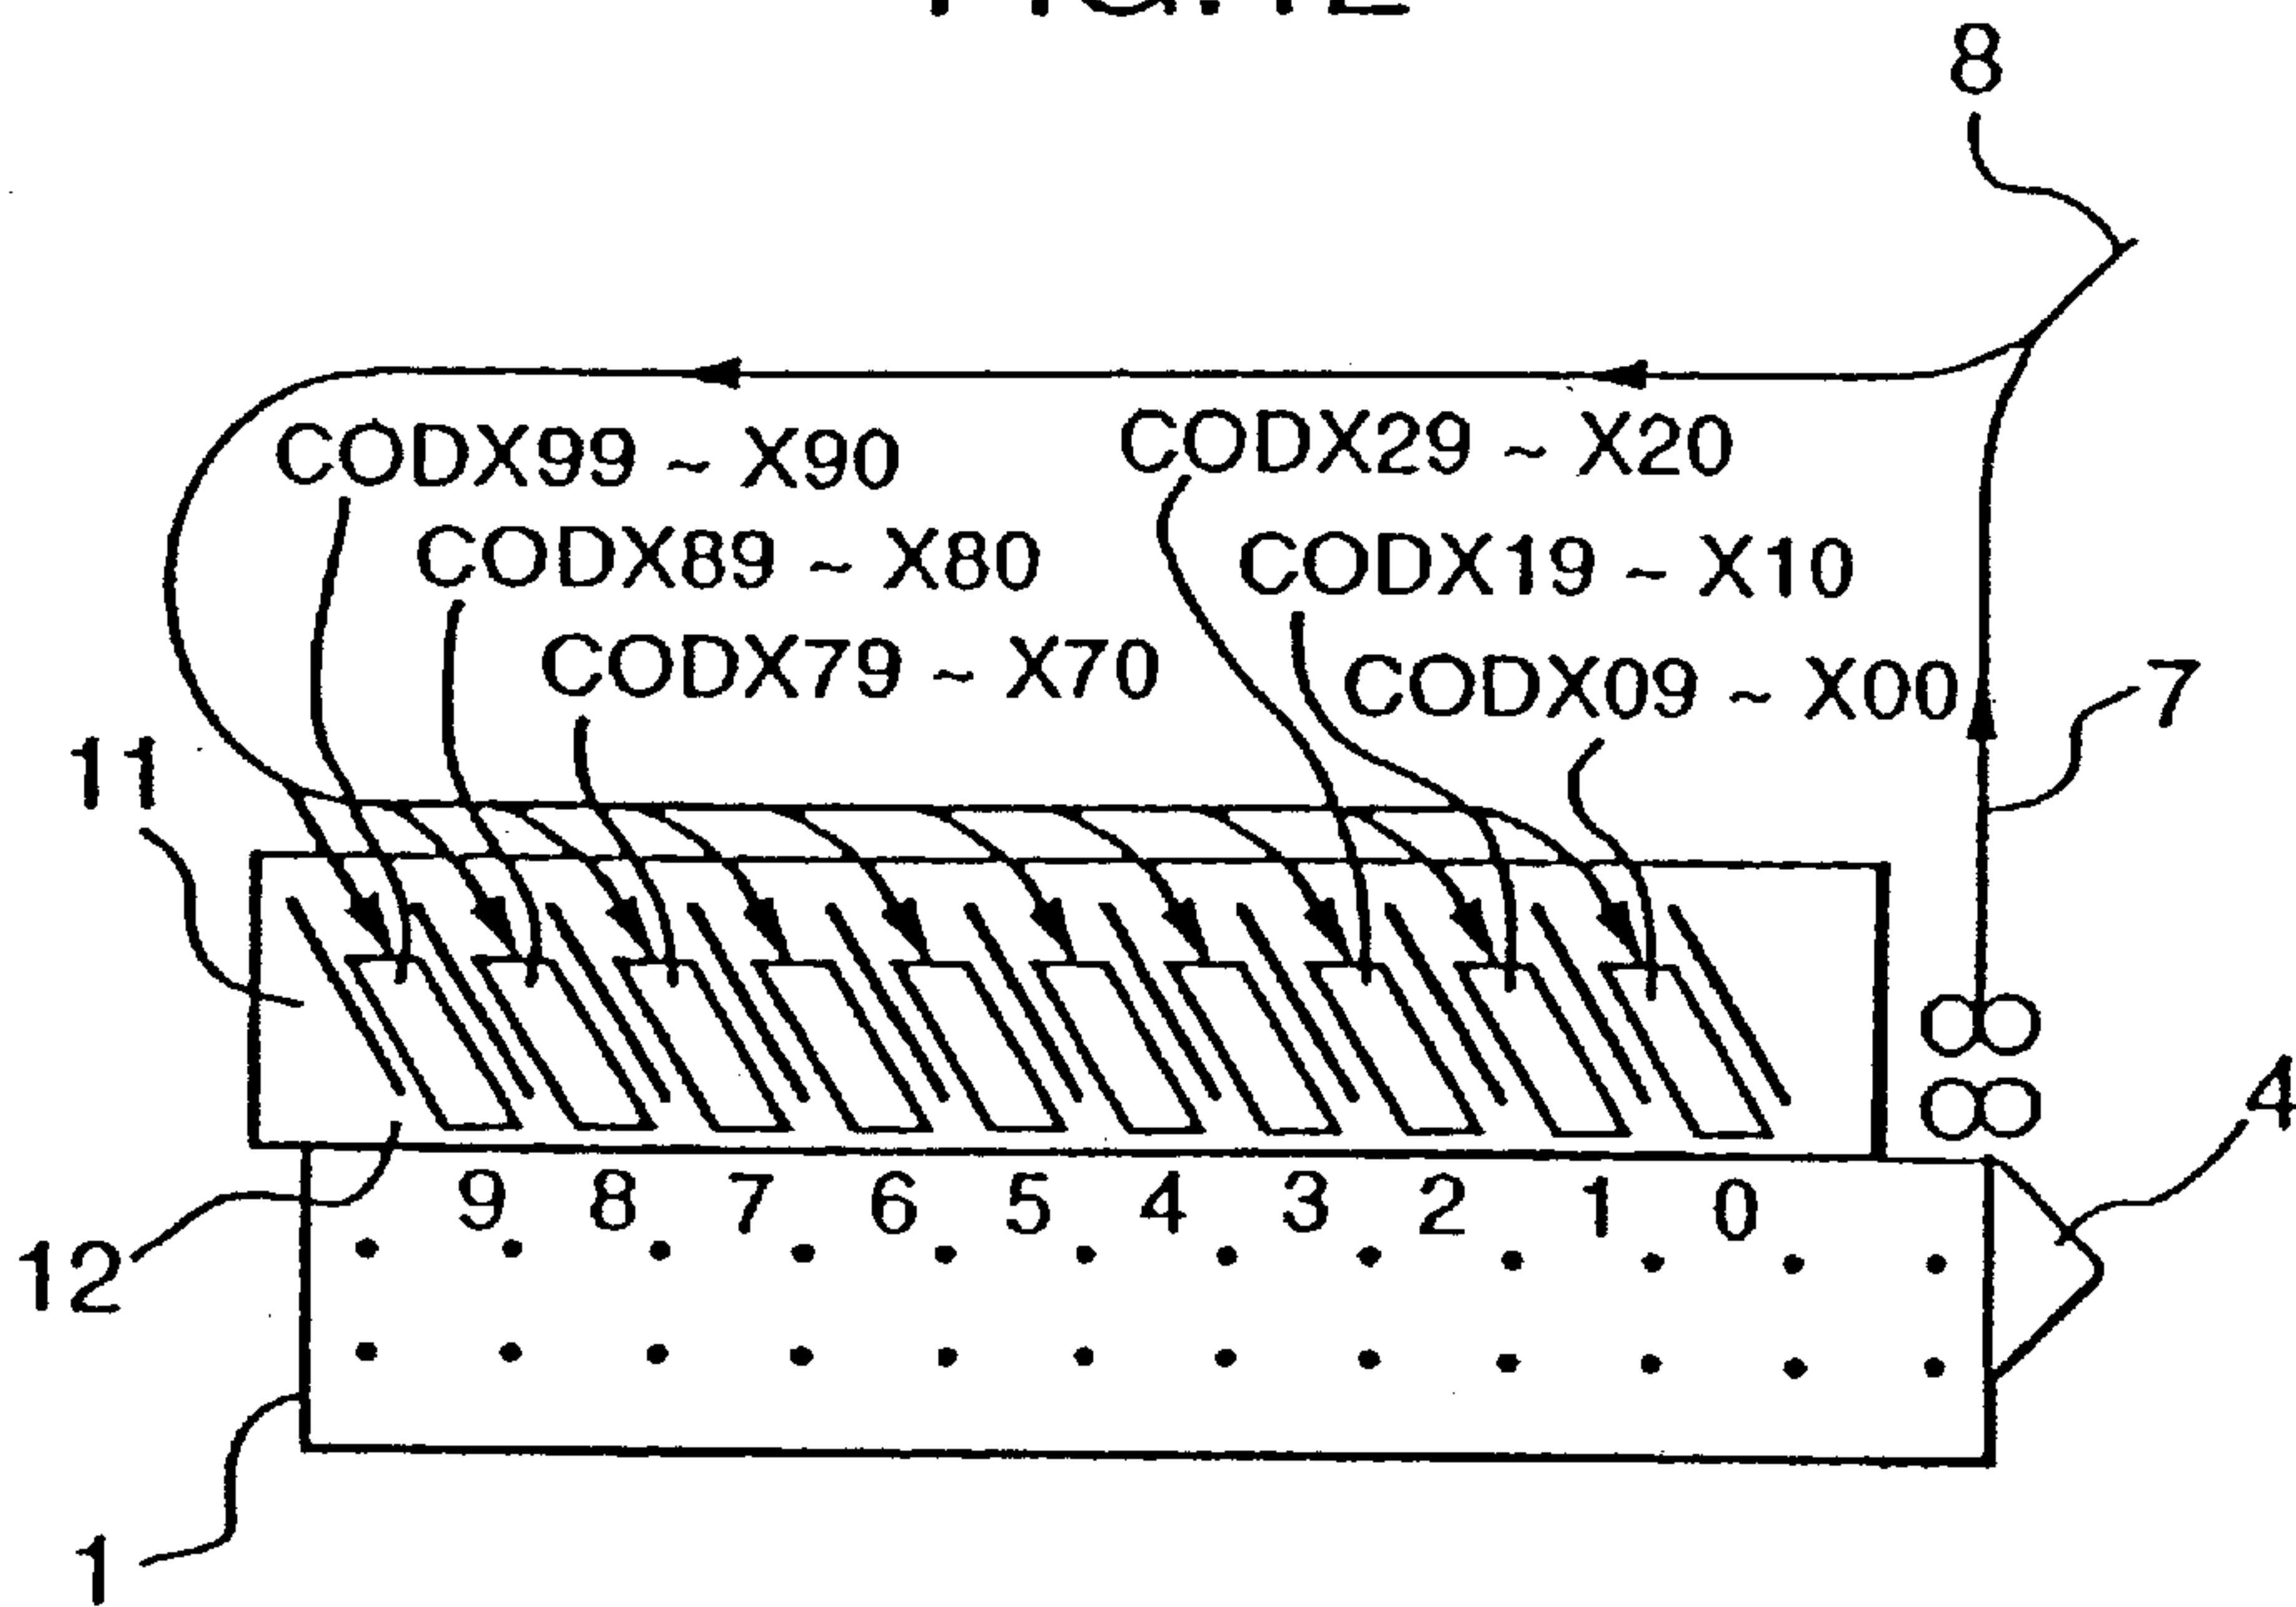 8
CODX99 ~ X90
CODX29 ~ X20
CODX89 ~ X80
CODX19 ~ X10
CODX79 ~ X70
CODX09 ~ X00
7
11
4
9 8 7 6 5 4 3 2 1 0
12
1